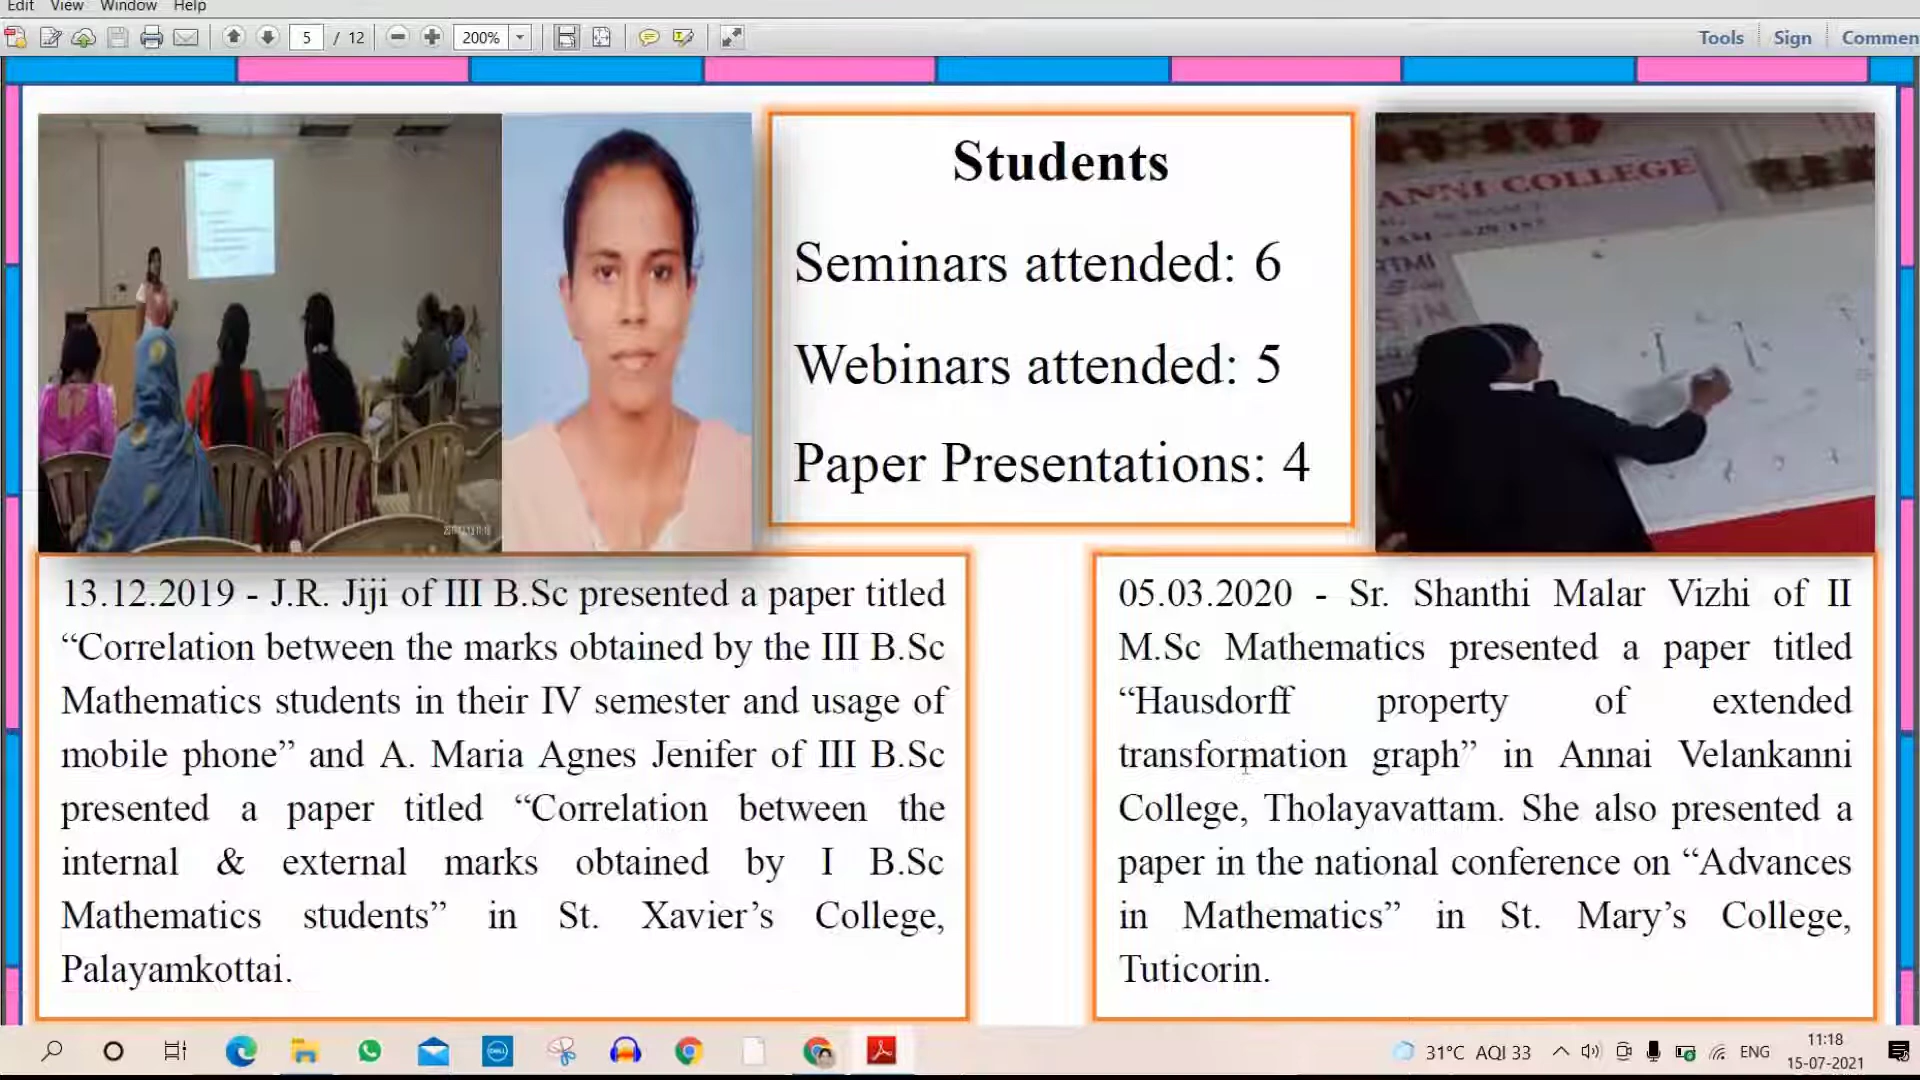 Edit View Window Help
5 / 12 200% Tools Sign Commen
Students
Seminars attended: 6
Webinars attended: 5
Paper Presentations: 4
ANNI COLLEGE
13.12.2019 - J.R. Jiji of III B.Sc presented a paper titled
“Correlation between the marks obtained by the III B.Sc
Mathematics students in their IV semester and usage of
mobile phone” and A. Maria Agnes Jenifer of III B.Sc
presented a paper titled “Correlation between the
internal & external marks obtained by I B.Sc
Mathematics students” in St. Xavier’s College,
Palayamkottai.
05.03.2020 - Sr. Shanthi Malar Vizhi of II
M.Sc Mathematics presented a paper titled
“Hausdorff property of extended
transformation graph” in Annai Velankanni
College, Tholayavattam. She also presented a
paper in the national conference on “Advances
in Mathematics” in St. Mary’s College,
Tuticorin.
DELL
31°C AQI 33 ENG
11:18
15-07-2021